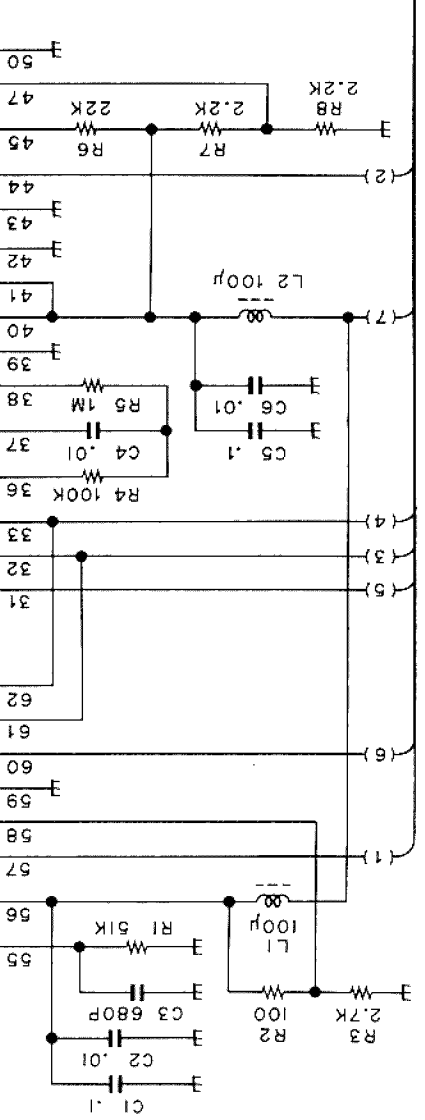 C1 .1
C2 .01
R3
2.7K
R2
100
C3 680P
55
R1 51K
L1
100µ
56
(1)
57
58
59
(6)
60
61
62
(5)
31
(3)
32
(4)
33
R4 100K
36
C5 .1
C4 .01
37
C6 .01
R5 1M
38
39
(7)
40
L2 100µ
41
42
43
(2)
44
R7
2.2K
R6
22K
45
R8
2.2K
47
50